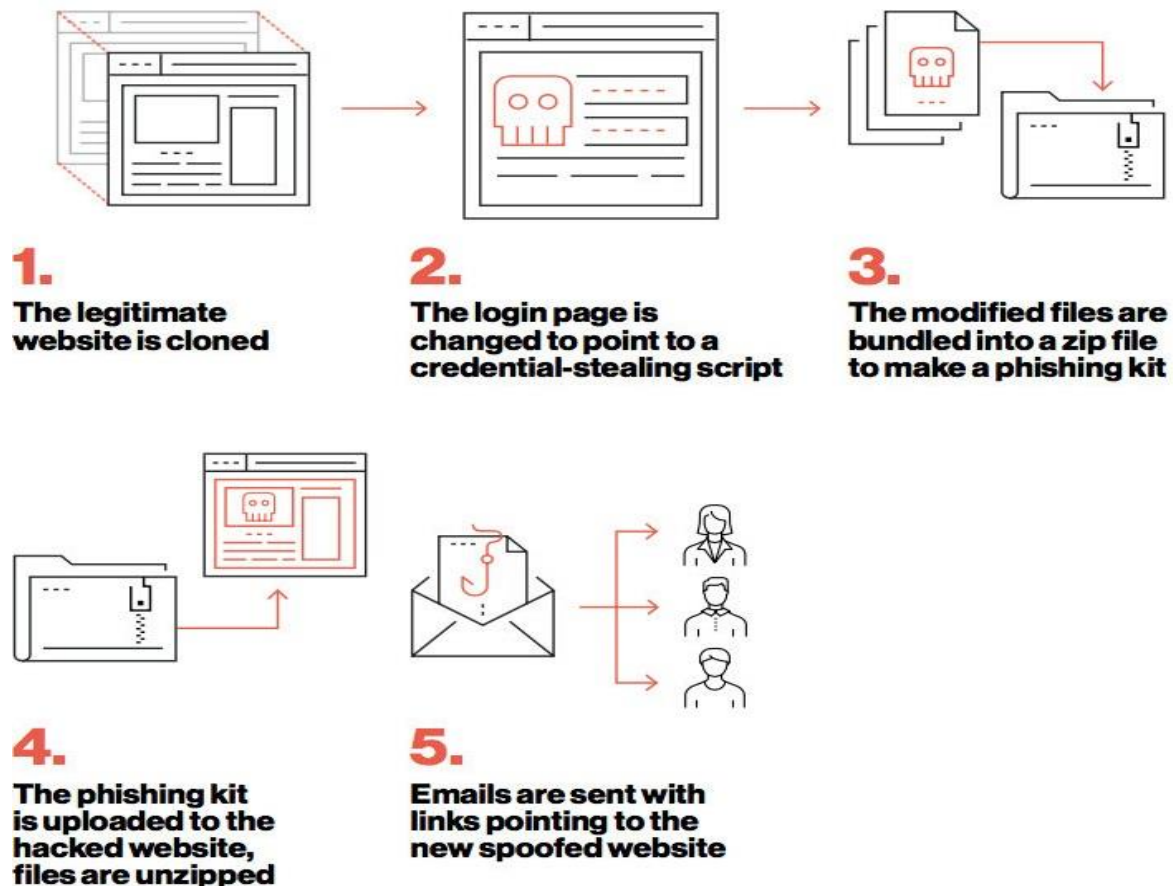 1.
The legitimate
website is cloned
2.
The login page is
changed to point to a
credential-stealing script
3.
The modified files are
bundled into a zip file
to make a phishing kit
4.
The phishing kit
is uploaded to the
hacked website,
files are unzipped
5.
Emails are sent with
links pointing to the
new spoofed website